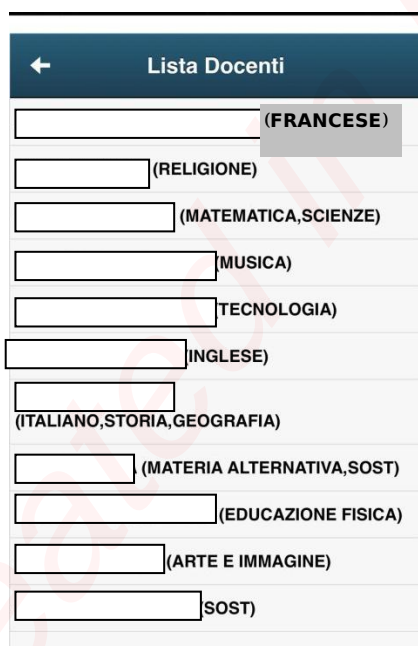 Lista Docenti
(FRANCESE)
(RELIGIONE)
(MATEMATICA,SCIENZE)
(MUSICA)
(TECNOLOGIA)
(INGLESE)
(ITALIANO,STORIA,GEOGRAFIA)
(MATERIA ALTERNATIVA,SOST)
(EDUCAZIONE FISICA)
(ARTE E IMMAGINE)
(SOST)